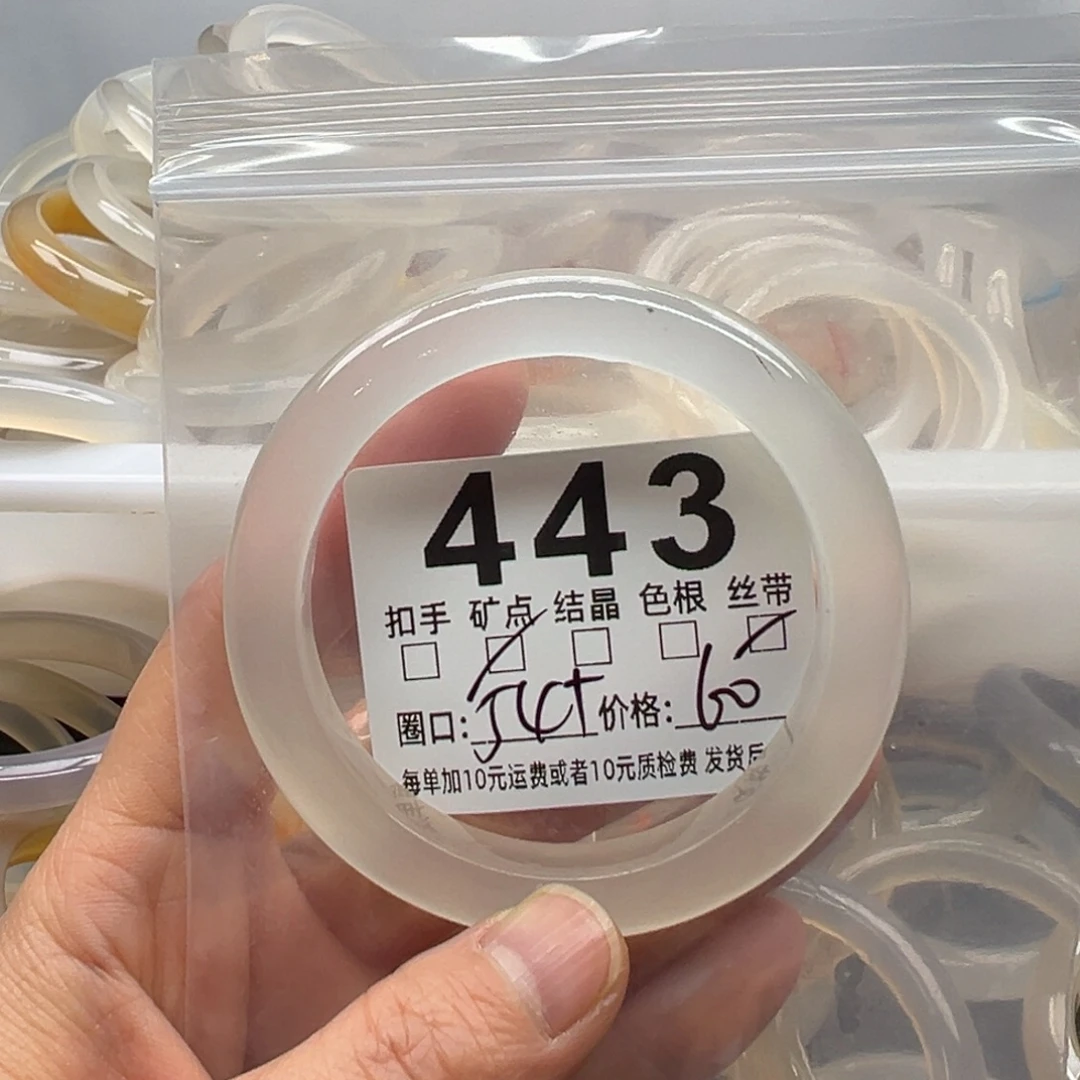 443
扣手 矿点 结晶 色根 丝带
圈口: 价格: 60
每单加10元运费或者10元质检费 发货后